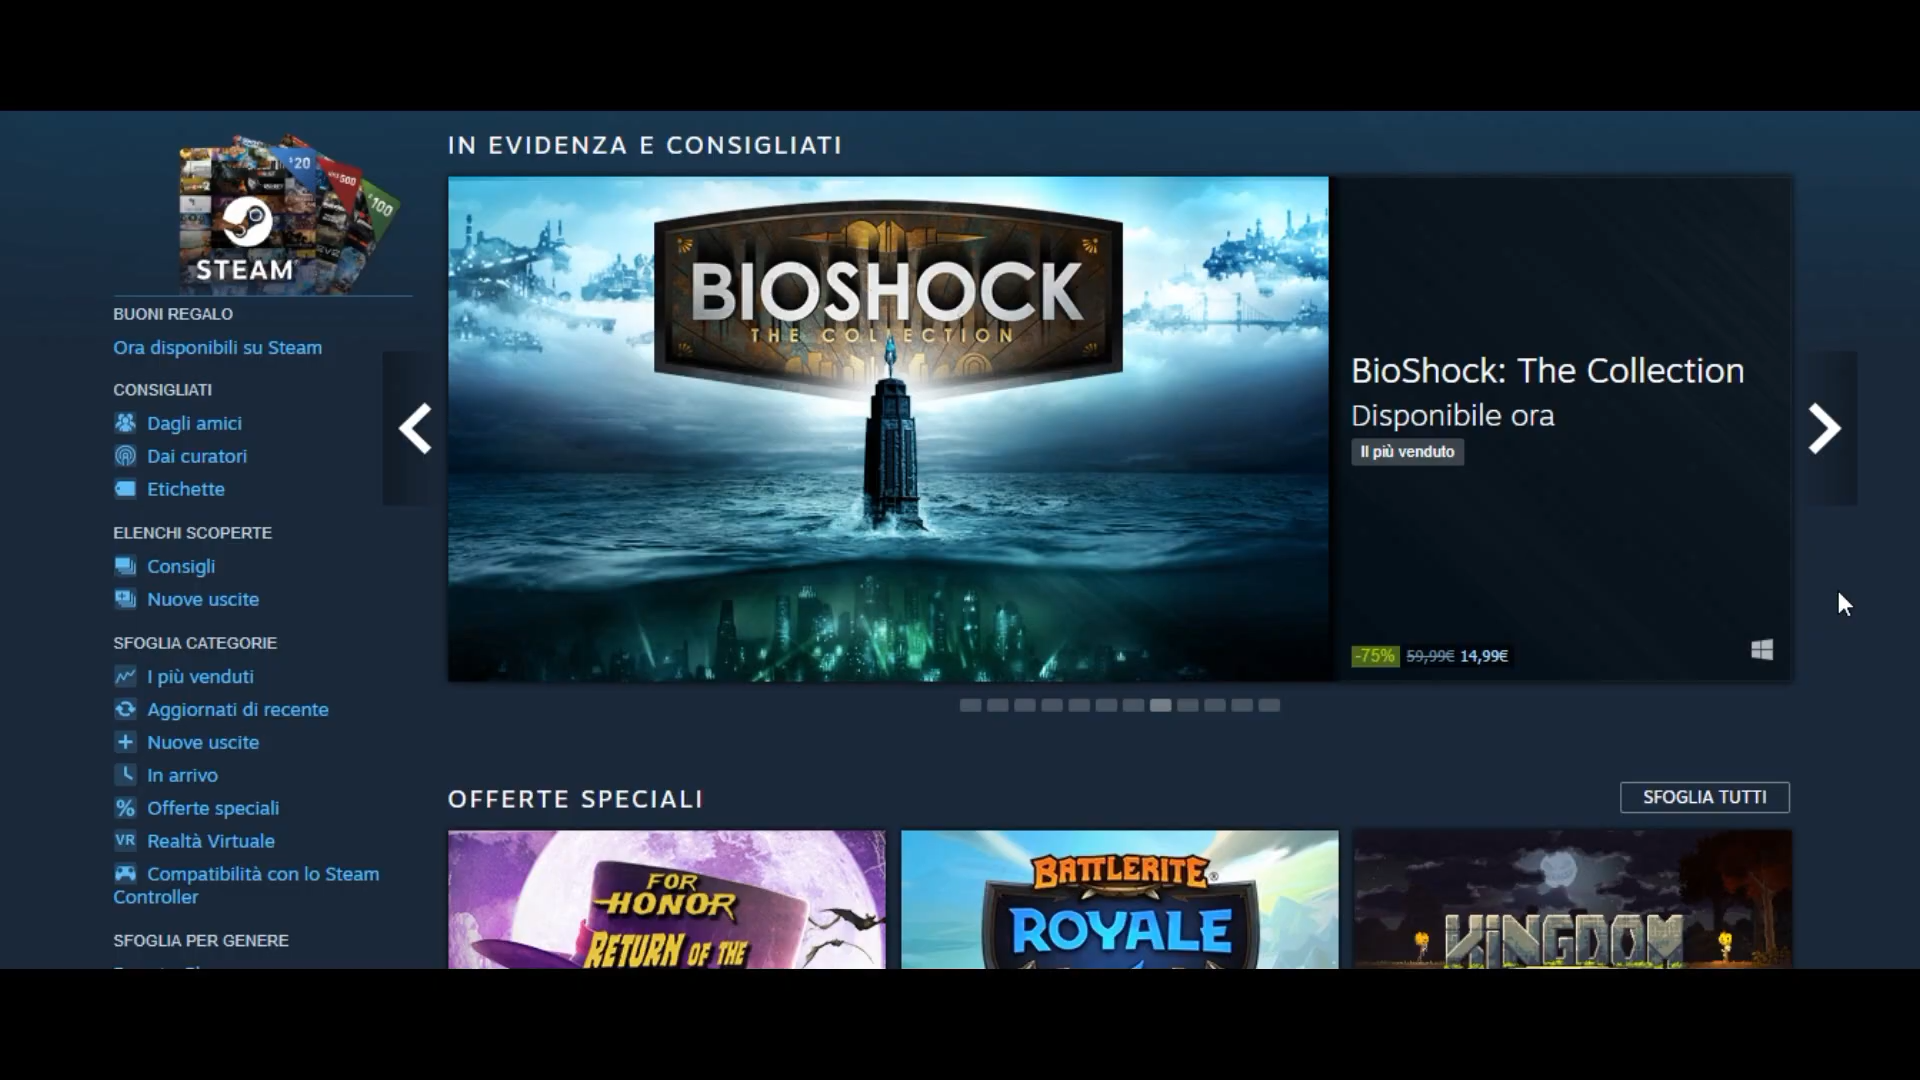 $20
500
$100
STEAM
BUONI REGALO
Ora disponibili su Steam
CONSIGLIATI
Dagli amici
Dai curatori
Etichette
ELENCHI SCOPERTE
Consigli
Nuove uscite
SFOGLIA CATEGORIE
I più venduti
Aggiornati di recente
Nuove uscite
In arrivo
% Offerte speciali
VR Realtà Virtuale
Compatibilità con lo Steam
Controller
SFOGLIA PER GENERE
IN EVIDENZA E CONSIGLIATI
BIOSHOCK
THE COLLECTION
BioShock: The Collection
Disponibile ora
Il più venduto
-75% 59,99€ 14,99€
OFFERTE SPECIALI
SFOGLIA TUTTI
FOR
HONOR
RETURN OF THE
BATTLERITE
ROYALE
KINGDOM